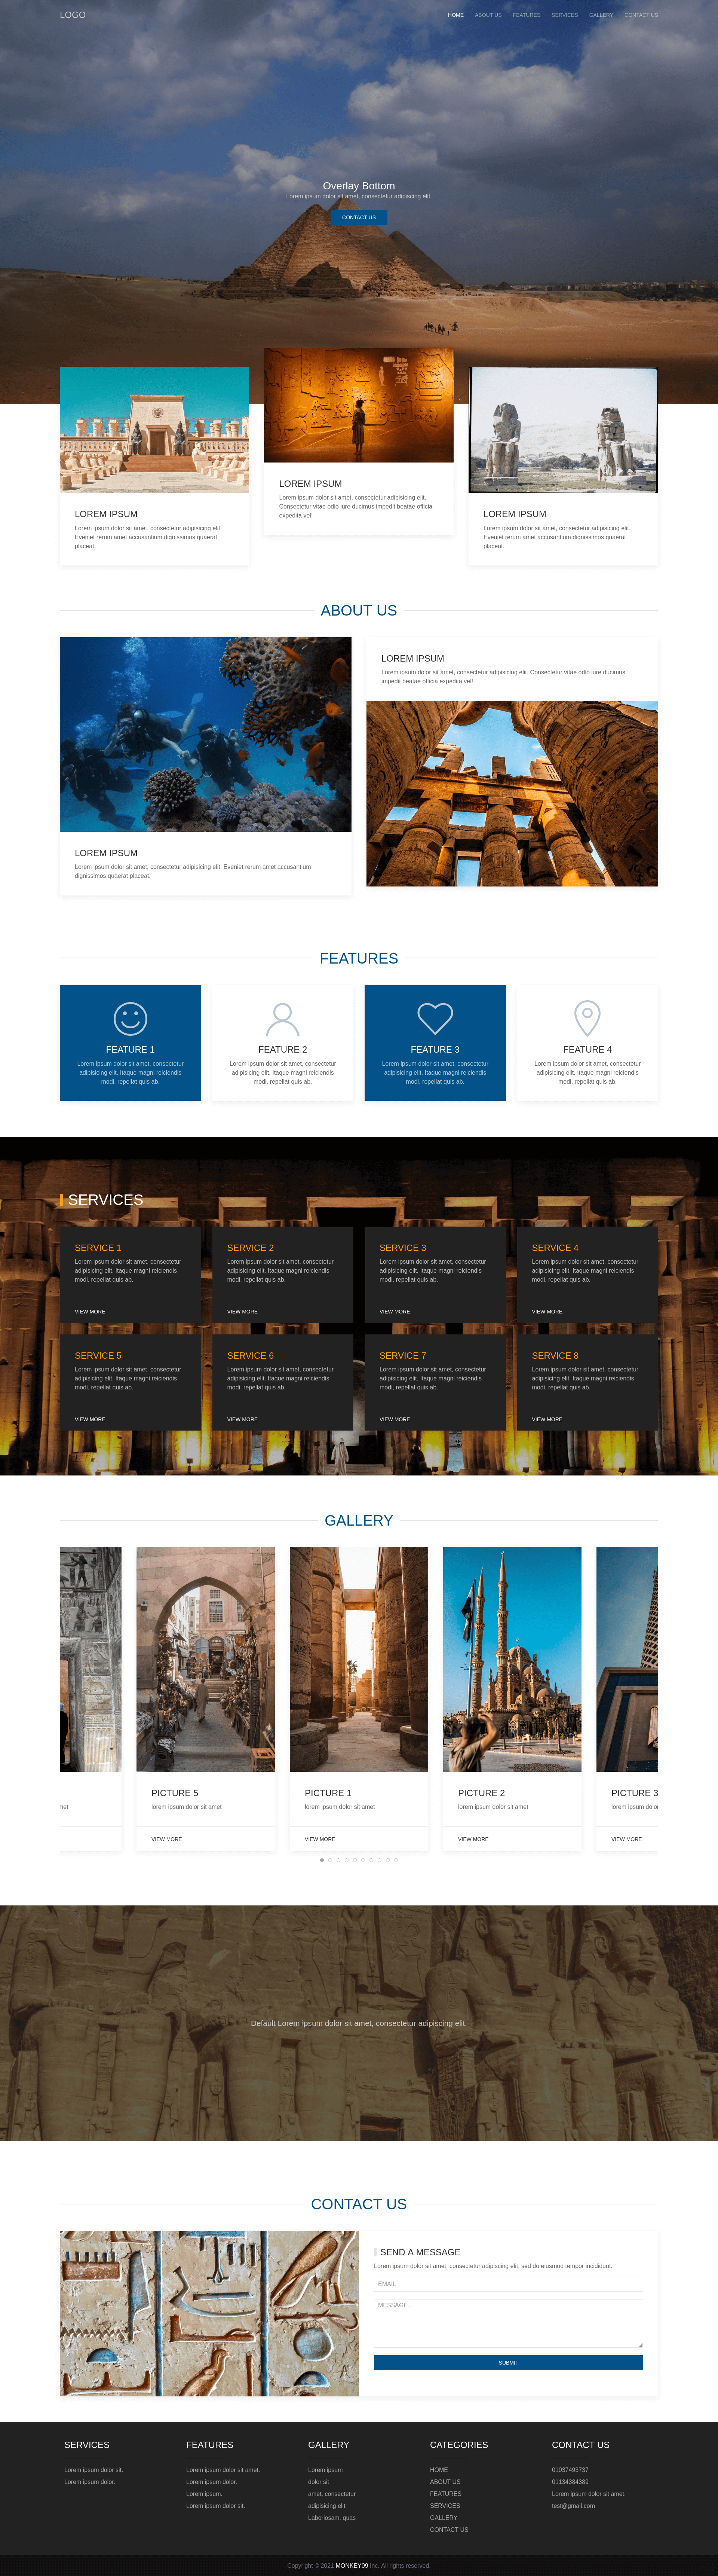 LOGO
HOME ABOUT US FEATURES SERVICES GALLERY CONTACT US
Overlay Bottom
Lorem ipsum dolor sit amet, consectetur adipiscing elit.
CONTACT US
LOREM IPSUM
Lorem ipsum dolor sit amet, consectetur adipisicing elit.
Eveniet rerum amet accusantium dignissimos quaerat
placeat.
LOREM IPSUM
Lorem ipsum dolor sit amet, consectetur adipisicing elit.
Consectetur vitae odio iure ducimus impedit beatae officia
expedita vel!
LOREM IPSUM
Lorem ipsum dolor sit amet, consectetur adipisicing elit.
Eveniet rerum amet accusantium dignissimos quaerat
placeat.
ABOUT US
LOREM IPSUM
Lorem ipsum dolor sit amet, consectetur adipisicing elit. Eveniet rerum amet accusantium
dignissimos quaerat placeat.
LOREM IPSUM
Lorem ipsum dolor sit amet, consectetur adipisicing elit. Consectetur vitae odio iure ducimus
impedit beatae officia expedita vel!
FEATURES
FEATURE 1
Lorem ipsum dolor sit amet, consectetur
adipisicing elit. Itaque magni reiciendis
modi, repellat quis ab.
FEATURE 2
Lorem ipsum dolor sit amet, consectetur
adipisicing elit. Itaque magni reiciendis
modi, repellat quis ab.
FEATURE 3
Lorem ipsum dolor sit amet, consectetur
adipisicing elit. Itaque magni reiciendis
modi, repellat quis ab.
FEATURE 4
Lorem ipsum dolor sit amet, consectetur
adipisicing elit. Itaque magni reiciendis
modi, repellat quis ab.
SERVICES
SERVICE 1
Lorem ipsum dolor sit amet, consectetur
adipisicing elit. Itaque magni reiciendis
modi, repellat quis ab.
VIEW MORE
SERVICE 2
Lorem ipsum dolor sit amet, consectetur
adipisicing elit. Itaque magni reiciendis
modi, repellat quis ab.
VIEW MORE
SERVICE 3
Lorem ipsum dolor sit amet, consectetur
adipisicing elit. Itaque magni reiciendis
modi, repellat quis ab.
VIEW MORE
SERVICE 4
Lorem ipsum dolor sit amet, consectetur
adipisicing elit. Itaque magni reiciendis
modi, repellat quis ab.
VIEW MORE
SERVICE 5
Lorem ipsum dolor sit amet, consectetur
adipisicing elit. Itaque magni reiciendis
modi, repellat quis ab.
VIEW MORE
SERVICE 6
Lorem ipsum dolor sit amet, consectetur
adipisicing elit. Itaque magni reiciendis
modi, repellat quis ab.
VIEW MORE
SERVICE 7
Lorem ipsum dolor sit amet, consectetur
adipisicing elit. Itaque magni reiciendis
modi, repellat quis ab.
VIEW MORE
SERVICE 8
Lorem ipsum dolor sit amet, consectetur
adipisicing elit. Itaque magni reiciendis
modi, repellat quis ab.
VIEW MORE
GALLERY
met
PICTURE 5
lorem ipsum dolor sit amet
VIEW MORE
PICTURE 1
lorem ipsum dolor sit amet
VIEW MORE
PICTURE 2
lorem ipsum dolor sit amet
VIEW MORE
PICTURE 3
lorem ipsum dolor
VIEW MORE
Default Lorem ipsum dolor sit amet, consectetur adipiscing elit.
CONTACT US
SEND A MESSAGE
Lorem ipsum dolor sit amet, consectetur adipiscing elit, sed do eiusmod tempor incididunt.
EMAIL
MESSAGE...
SUBMIT
SERVICES
Lorem ipsum dolor sit.
Lorem ipsum dolor.
FEATURES
Lorem ipsum dolor sit amet.
Lorem ipsum dolor.
Lorem ipsum.
Lorem ipsum dolor sit.
GALLERY
Lorem ipsum
dolor sit
amet, consectetur
adipisicing elit
Laboriosam, quas
CATEGORIES
HOME
ABOUT US
FEATURES
SERVICES
GALLERY
CONTACT US
CONTACT US
01037493737
01134384389
Lorem ipsum dolor sit amet.
test@gmail.com
Copyright © 2021 MONKEY09 Inc. All rights reserved.